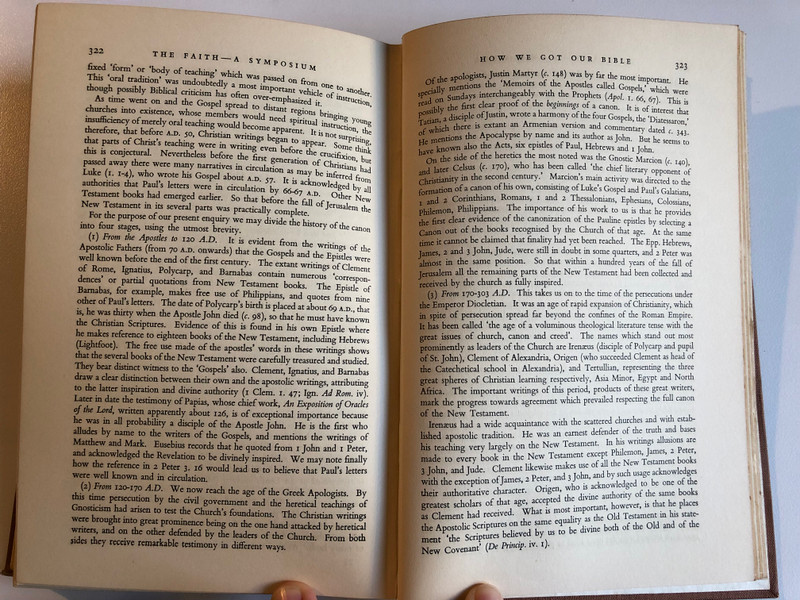 322
THE FAITH—A SYMPOSIUM
fixed 'form' or 'body of teaching' which was passed on from one to another.
This 'oral tradition' was undoubtedly a most important vehicle of instruction,
though possibly Biblical criticism has often over-emphasized it.
As time went on and the Gospel spread to distant regions bringing young
churches into existence, whose members would need spiritual instruction, the
insufficiency of merely oral teaching would become apparent. It is not surprising,
therefore, that before A.D. 50, Christian writings began to appear. Some think
that parts of Christ's teaching were in writing even before the crucifixion, but
this is conjectural. Nevertheless before the first generation of Christians had
passed away there were many narratives in circulation as may be inferred from
Luke (1. 1-4), who wrote his Gospel about A.D. 57. It is acknowledged by all
authorities that Paul's letters were in circulation by 66-67 A.D. Other New
Testament books had emerged earlier. So that before the fall of Jerusalem the
New Testament in its several parts was practically complete.
For the purpose of our present enquiry we may divide the history of the canon
into four stages, using the utmost brevity.
(1) From the Apostles to 120 A.D. It is evident from the writings of the
Apostolic Fathers (from 70 A.D. onwards) that the Gospels and the Epistles were
well known before the end of the first century. The extant writings of Clement
of Rome, Ignatius, Polycarp, and Barnabas contain numerous 'correspon-
dences' or partial quotations from New Testament books. The Epistle of
Barnabas, for example, makes free use of Philippians, and quotes from nine
other of Paul's letters. The date of Polycarp's birth is placed at about 69 A.D., that
is, he was thirty when the Apostle John died (c. 98), so that he must have known
the Christian Scriptures. Evidence of this is found in his own Epistle where
he makes reference to eighteen books of the New Testament, including Hebrews
(Lightfoot). The free use made of the apostles' words in these writings shows
that the several books of the New Testament were carefully treasured and studied.
They bear distinct witness to the 'Gospels' also. Clement, Ignatius, and Barnabas
draw a clear distinction between their own and the apostolic writings, attributing
to the latter inspiration and divine authority (1 Clem. 1. 47; Ign. Ad Rom. iv).
Later in date the testimony of Papias, whose chief work, An Exposition of Oracles
of the Lord, written apparently about 126, is of exceptional importance because
he was in all probability a disciple of the Apostle John. He is the first who
alludes by name to the writers of the Gospels, and mentions the writings of
Matthew and Mark. Eusebius records that he quoted from 1 John and 1 Peter,
and acknowledged the Revelation to be divinely inspired. We may note finally
how the reference in 2 Peter 3. 16 would lead us to believe that Paul's letters
were well known and in circulation.
(2) From 120-170 A.D. We now reach the age of the Greek Apologists. By
this time persecution by the civil government and the heretical teachings of
Gnosticism had arisen to test the Church's foundations. The Christian writings
were brought into great prominence being on the one hand attacked by heretical
writers, and on the other defended by the leaders of the Church. From both
sides they receive remarkable testimony in different ways.
HOW WE GOT OUR BIBLE
323
Of the apologists, Justin Martyr (c. 148) was by far the most important. He
specially mentions the 'Memoirs of the Apostles called Gospels', which were
read on Sundays interchangeably with the Prophets (Apol. 1. 66, 67). This is
possibly the first clear proof of the beginnings of a canon. It is of interest that
Tatian, a disciple of Justin, wrote a harmony of the four Gospels, the 'Diatessaron,'
of which there is extant an Armenian version and commentary dated c. 343.
He mentions the Apocalypse by name and its author as John. But he seems to
have known also the Acts, six epistles of Paul, Hebrews and 1 John.
On the side of the heretics the most noted was the Gnostic Marcion (c. 140),
and later Celsus (c. 170), who has been called 'the chief literary opponent of
Christianity in the second century.' Marcion's main activity was directed to the
formation of a canon of his own, consisting of Luke's Gospel and Paul's Galatians,
1 and 2 Corinthians, Romans, 1 and 2 Thessalonians, Ephesians, Colossians,
Philemon, Philippians. The importance of his work to us is that he provides
the first clear evidence of the canonization of the Pauline epistles by selecting a
Canon out of the books recognised by the Church of that age. At the same
time it cannot be claimed that finality had yet been reached. The Epp. Hebrews,
James, 2 and 3 John, Jude, were still in doubt in some quarters, and 2 Peter was
almost in the same position. So that within a hundred years of the fall of
Jerusalem all the remaining parts of the New Testament had been collected and
received by the church as fully inspired.
(3) From 170-303 A.D. This takes us on to the time of the persecutions under
the Emperor Diocletian. It was an age of rapid expansion of Christianity, which
in spite of persecution spread far beyond the confines of the Roman Empire.
It has been called 'the age of a voluminous theological literature tense with the
great issues of church, canon and creed'. The names which stand out most
prominently as leaders of the Church are Irenæus (disciple of Polycarp and pupil
of St. John), Clement of Alexandria, Origen (who succeeded Clement as head of
the Catechetical school in Alexandria), and Tertullian, representing the three
great spheres of Christian learning respectively, Asia Minor, Egypt and North
Africa. The important writings of this period, products of these great writers,
mark the progress towards agreement which prevailed respecting the full canon
of the New Testament.
Irenæus had a wide acquaintance with the scattered churches and with estab-
lished apostolic tradition. He was an earnest defender of the truth and bases
his teaching very largely on the New Testament. In his writings allusions are
made to every book in the New Testament except Philemon, James, 2 Peter,
3 John, and Jude. Clement likewise makes use of all the New Testament books
with the exception of James, 2 Peter, and 3 John, and by such usage acknowledges
their authoritative character. Origen, who is acknowledged to be one of the
greatest scholars of that age, accepted the divine authority of the same books
as Clement had received. What is most important, however, is that he places
the Apostolic Scriptures on the same equality as the Old Testament in his state-
ment 'the Scriptures believed by us to be divine both of the Old and of the
New Covenant' (De Princip. iv. 1).